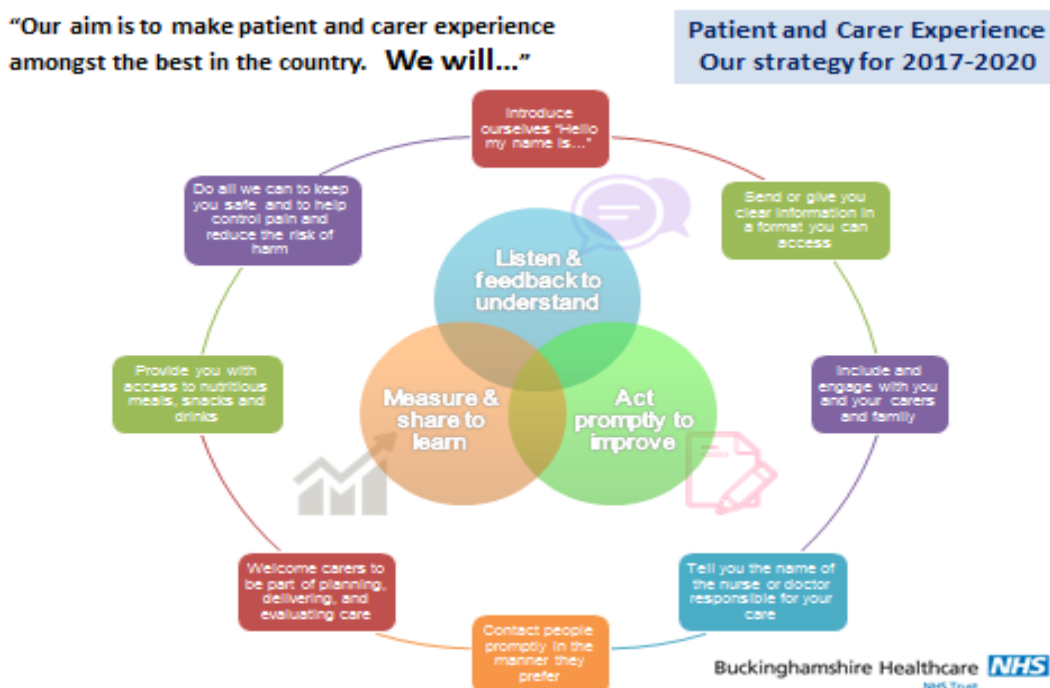 “Our aim is to make patient and carer experience
amongst the best in the country. We will...”
Patient and Carer Experience
Our strategy for 2017-2020
Introduce
ourselves “Hello
my name is...”
Send or give you
clear information in
a format you can
access
Include and
engage with you
and your carers
and family
Tell you the name of
the nurse or doctor
responsible for your
care
Contact people
promptly in the
manner they
prefer
Welcome carers to
be part of planning,
delivering, and
evaluating care
Provide you with
access to nutritious
meals, snacks and
drinks
Do all we can to keep
you safe and to help
control pain and
reduce the risk of
harm
Listen &
feedback to
understand
Measure &
share to
learn
Act
promptly to
improve
Buckinghamshire Healthcare NHS
NHS Trust